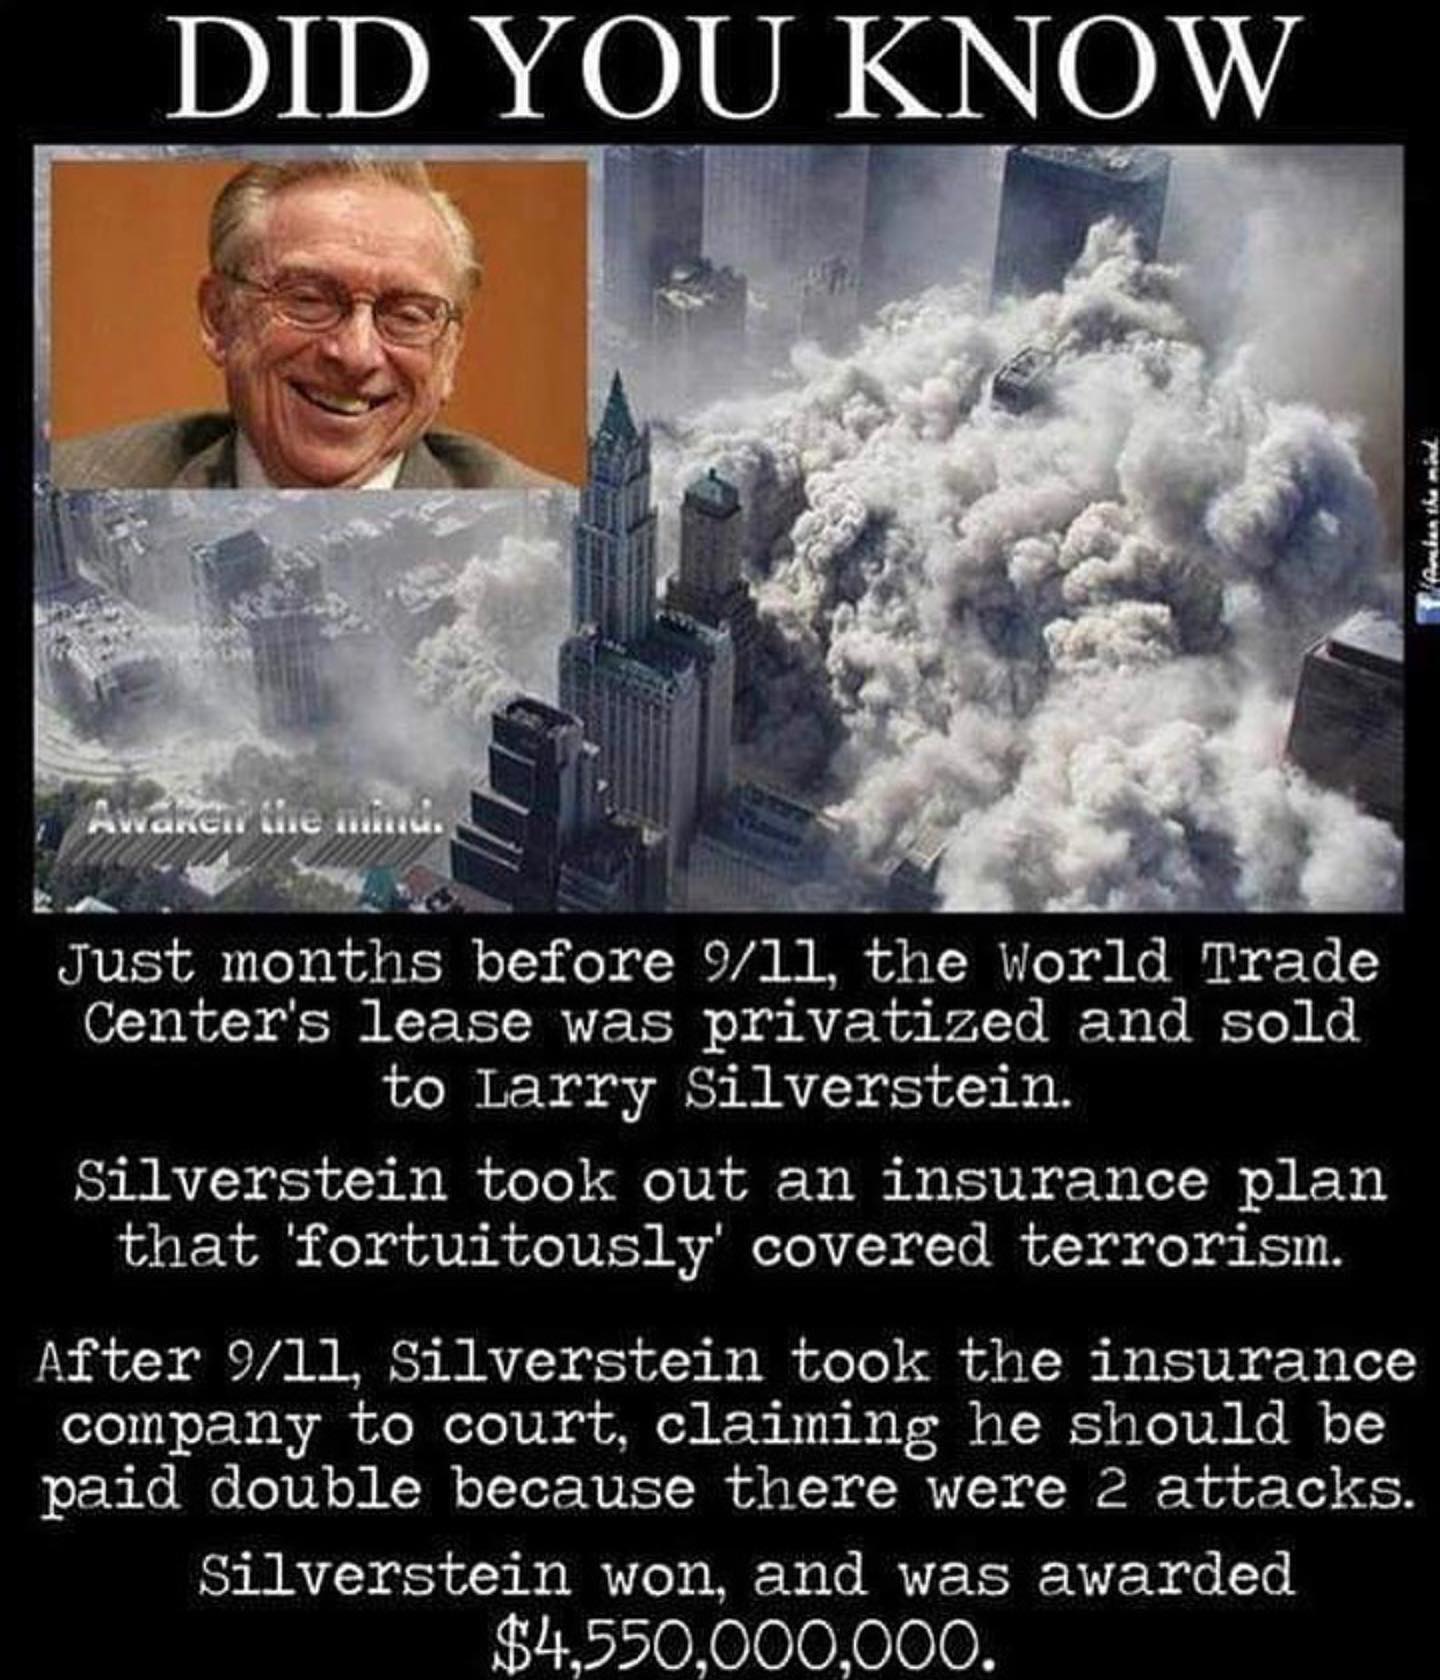 DID YOU KNOW
Awaken the mind.
/Awaken the mind
Just months before 9/11, the World Trade
Center's lease was privatized and sold
to Larry Silverstein.
Silverstein took out an insurance plan
that 'fortuitously' covered terrorism.
After 9/11, Silverstein took the insurance
company to court, claiming he should be
paid double because there were 2 attacks.
Silverstein won, and was awarded
$4,550,000,000.